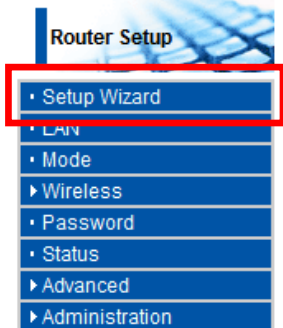 Router Setup
Setup Wizard
LAN
Mode
Wireless
Password
Status
Advanced
Administration